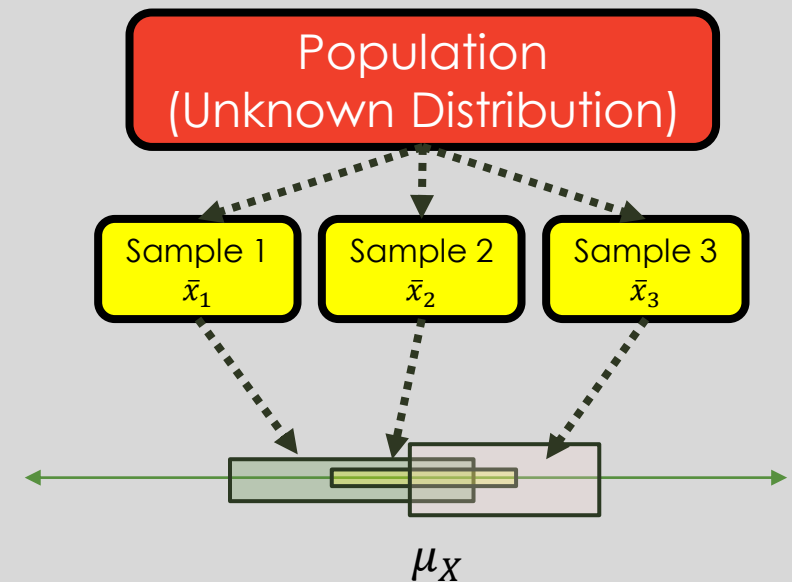 Population
(Unknown Distribution)
Sample 1
x̄₁
Sample 2
x̄₂
Sample 3
x̄₃
μ_X